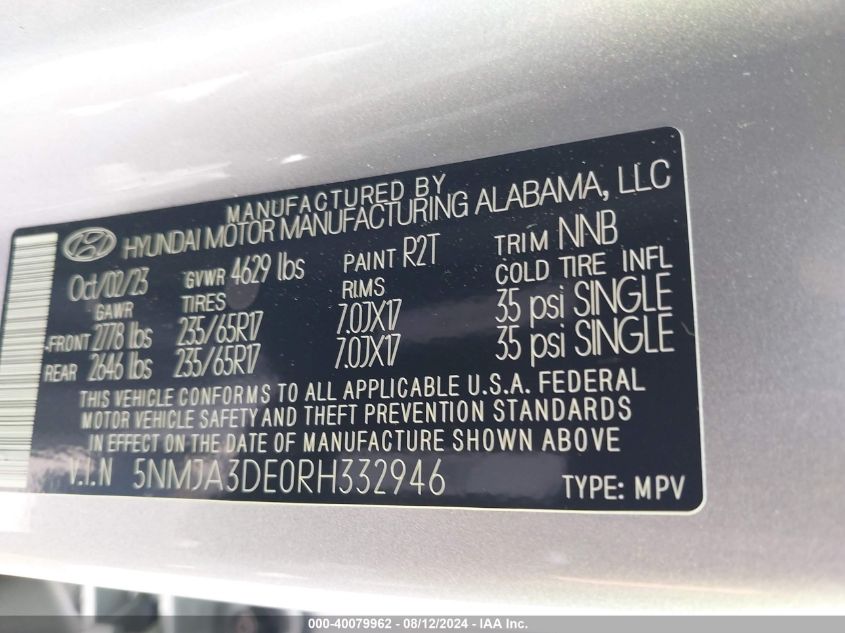 MANUFACTURED BY
HYUNDAI MOTOR MANUFACTURING ALABAMA, LLC
Oct/02/23 GVWR 4629 lbs PAINT R2T TRIM NNB
GAWR TIRES RIMS COLD TIRE INFL
FRONT 2778 lbs 235/65R17 7.0JX17 35 psi SINGLE
REAR 2646 lbs 235/65R17 7.0JX17 35 psi SINGLE
THIS VEHICLE CONFORMS TO ALL APPLICABLE U.S.A. FEDERAL
MOTOR VEHICLE SAFETY AND THEFT PREVENTION STANDARDS
IN EFFECT ON THE DATE OF MANUFACTURE SHOWN ABOVE
V.I.N 5NMJA3DE0RH332946 TYPE: MPV
000-40079962 - 08/12/2024 - IAA Inc.